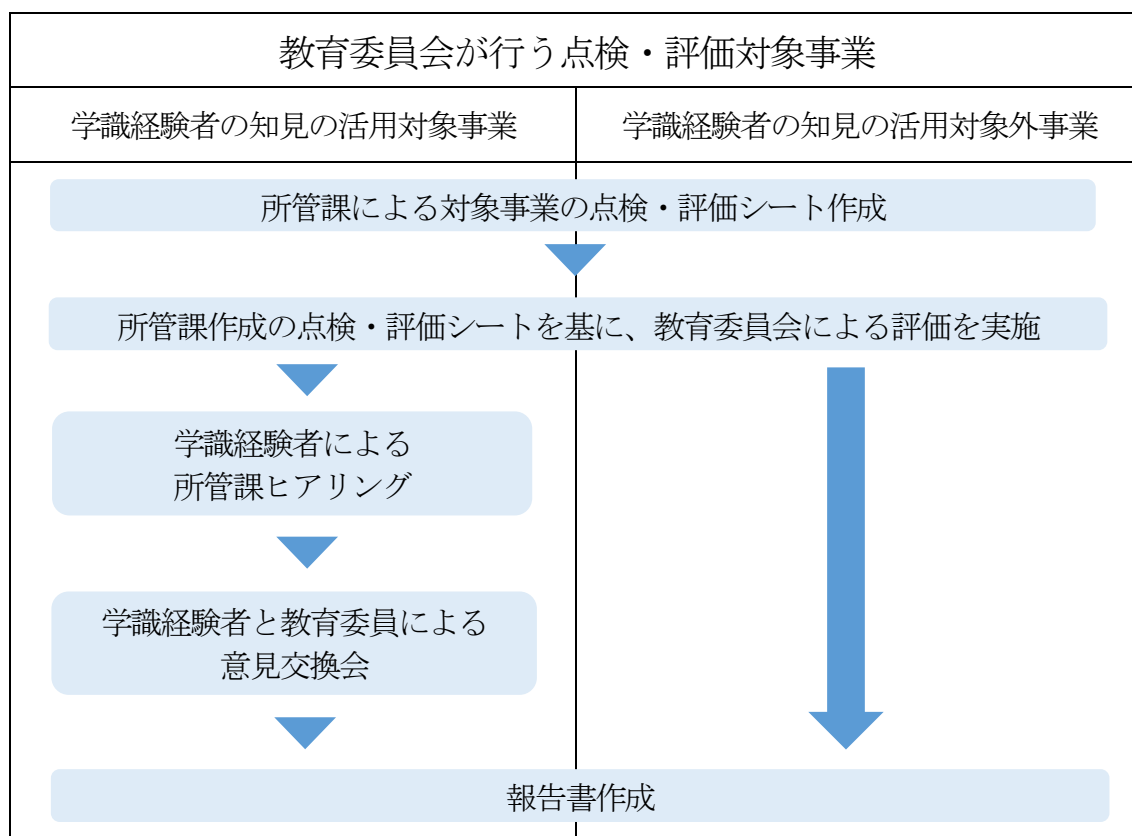 教育委員会が行う点検・評価対象事業
学識経験者の知見の活用対象事業
学識経験者の知見の活用対象外事業
所管課による対象事業の点検・評価シート作成
所管課作成の点検・評価シートを基に、教育委員会による評価を実施
学識経験者による
所管課ヒアリング
学識経験者と教育委員による
意見交換会
報告書作成